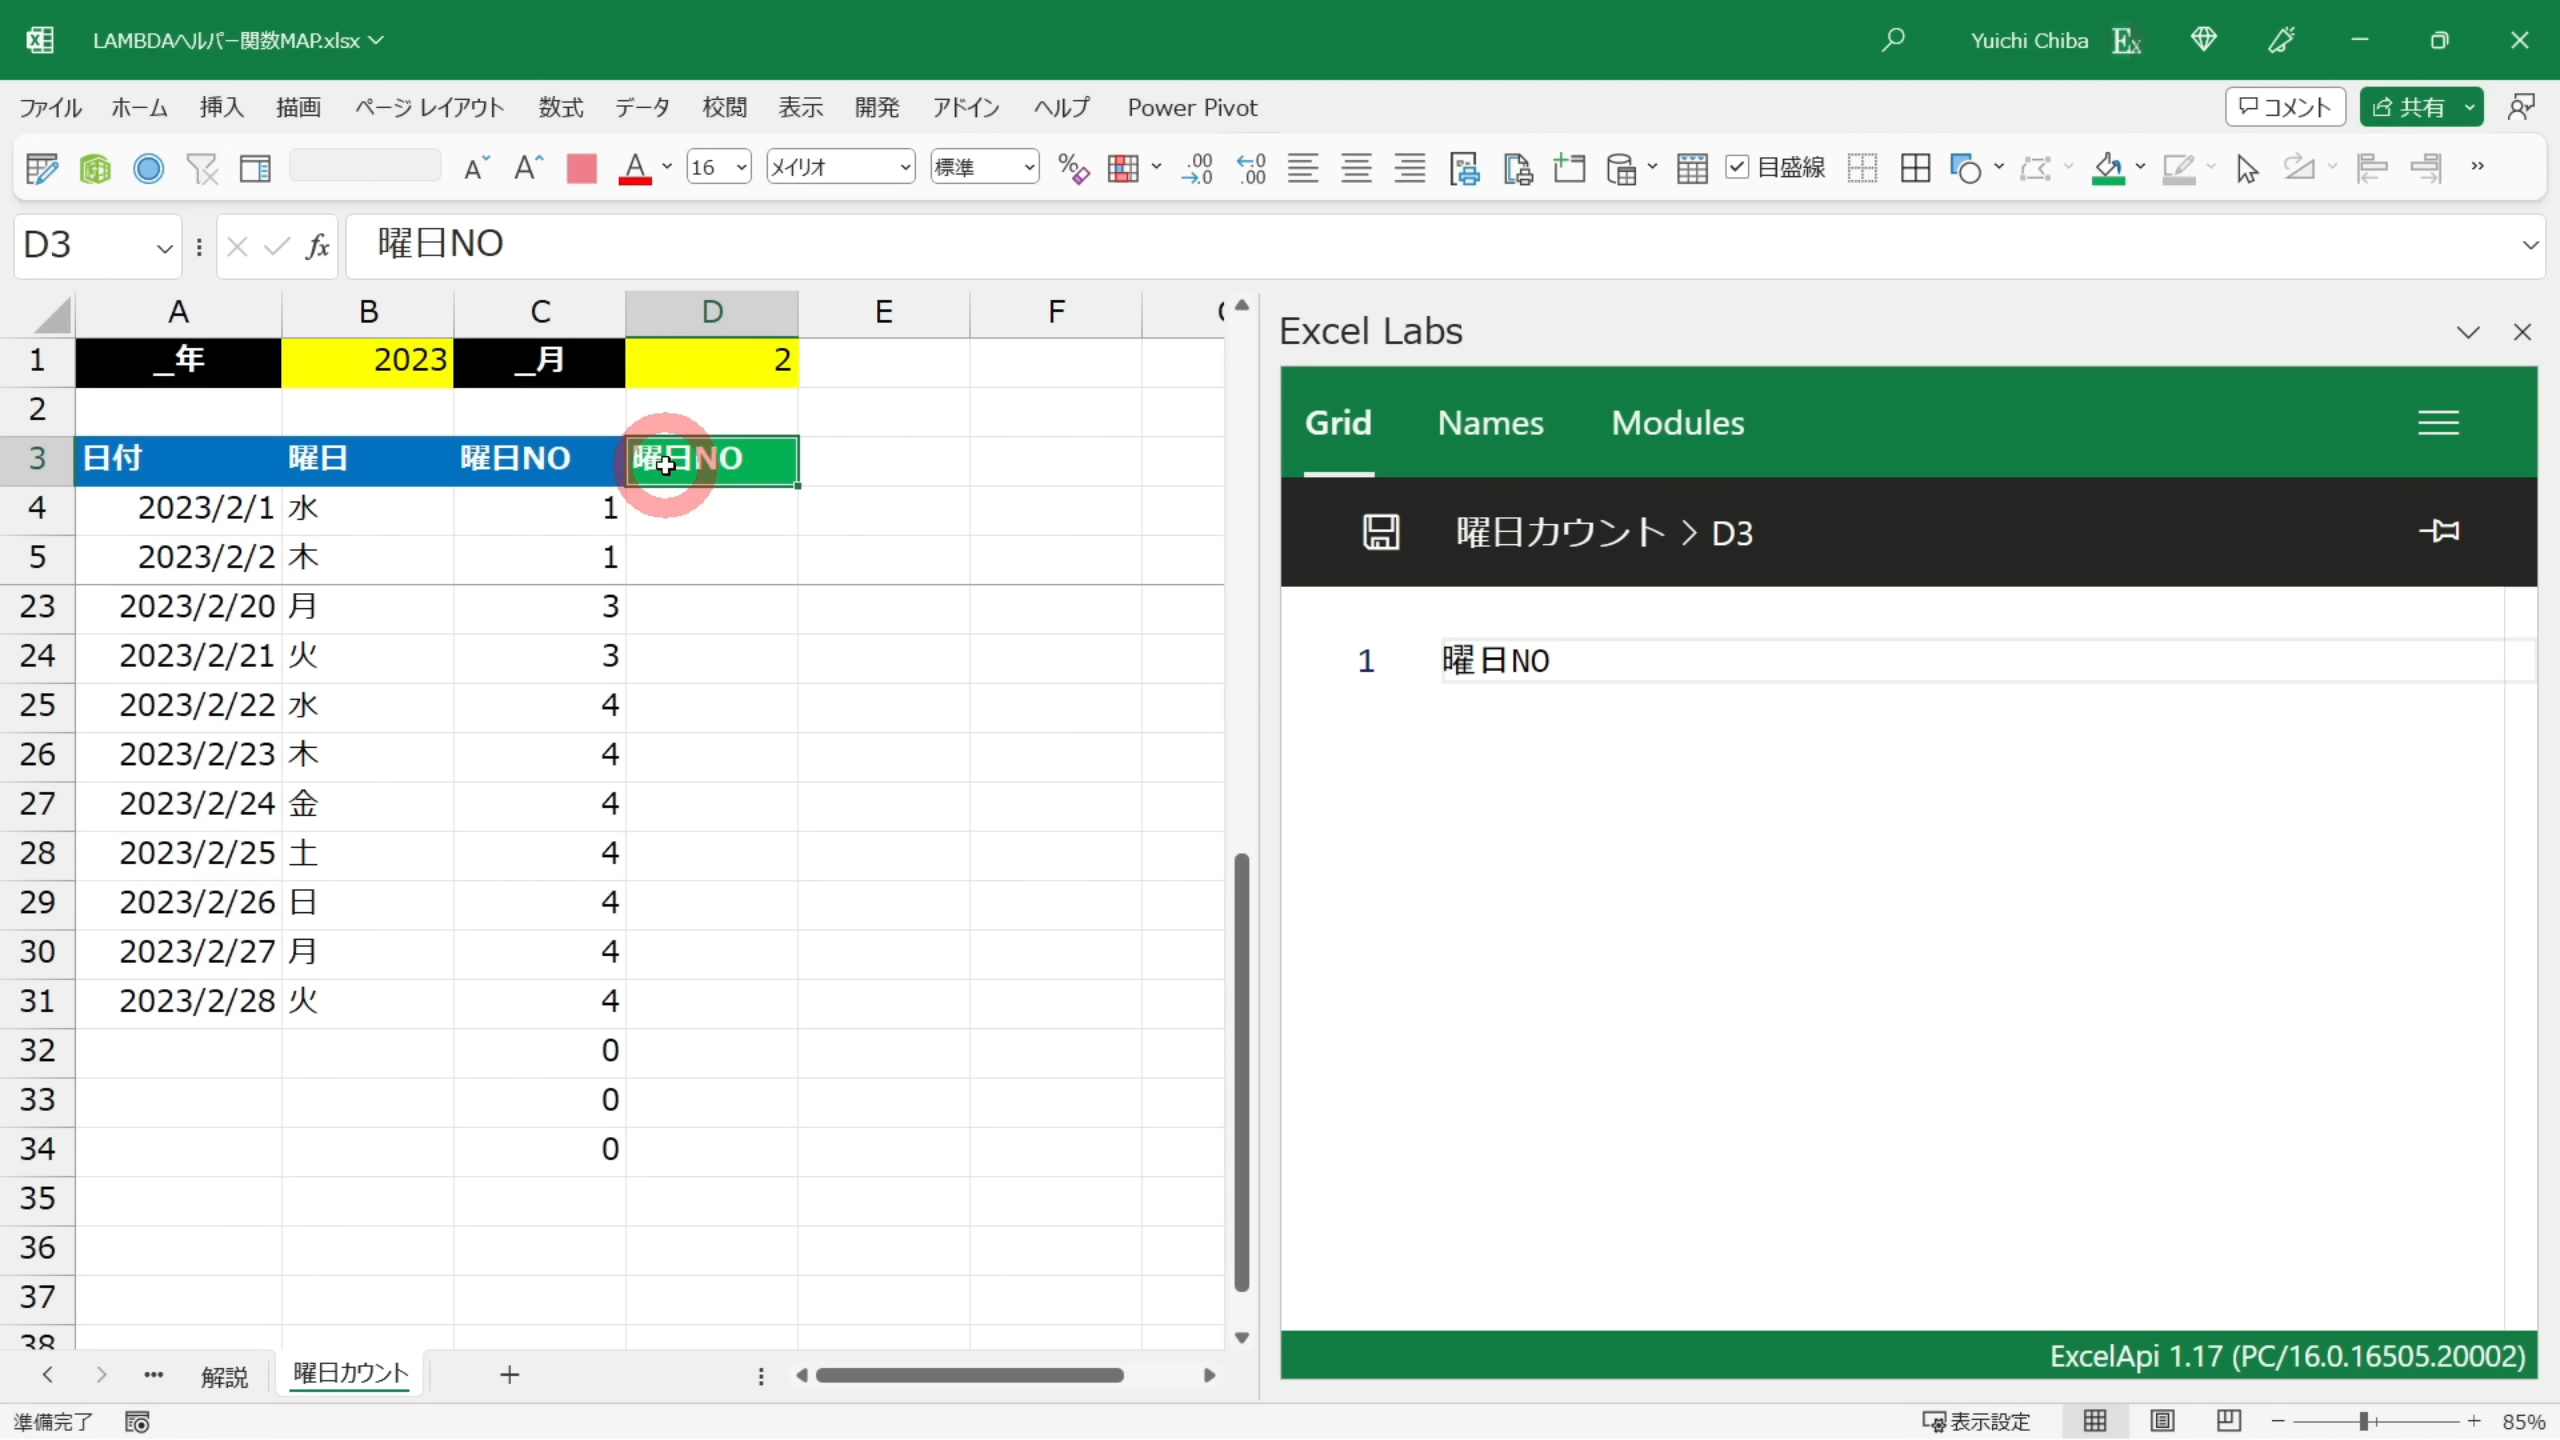 LAMBDAヘルパー関数MAP.xlsx
Yuichi Chiba
ファイル ホーム 挿入 描画 ページ レイアウト 数式 データ 校閲 表示 開発 アドイン ヘルプ Power Pivot
コメント 共有
16 メイリオ 標準 目盛線
D3 fx 曜日NO
A B C D E F
1 _年 2023 _月 2
2
3 日付 曜日 曜日NO 曜日NO
4 2023/2/1 水 1
5 2023/2/2 木 1
23 2023/2/20 月 3
24 2023/2/21 火 3
25 2023/2/22 水 4
26 2023/2/23 木 4
27 2023/2/24 金 4
28 2023/2/25 土 4
29 2023/2/26 日 4
30 2023/2/27 月 4
31 2023/2/28 火 4
32 0
33 0
34 0
35
36
37
38
解説 曜日カウント
準備完了
Excel Labs
Grid Names Modules
曜日カウント > D3
1 曜日NO
ExcelApi 1.17 (PC/16.0.16505.20002)
表示設定 85%